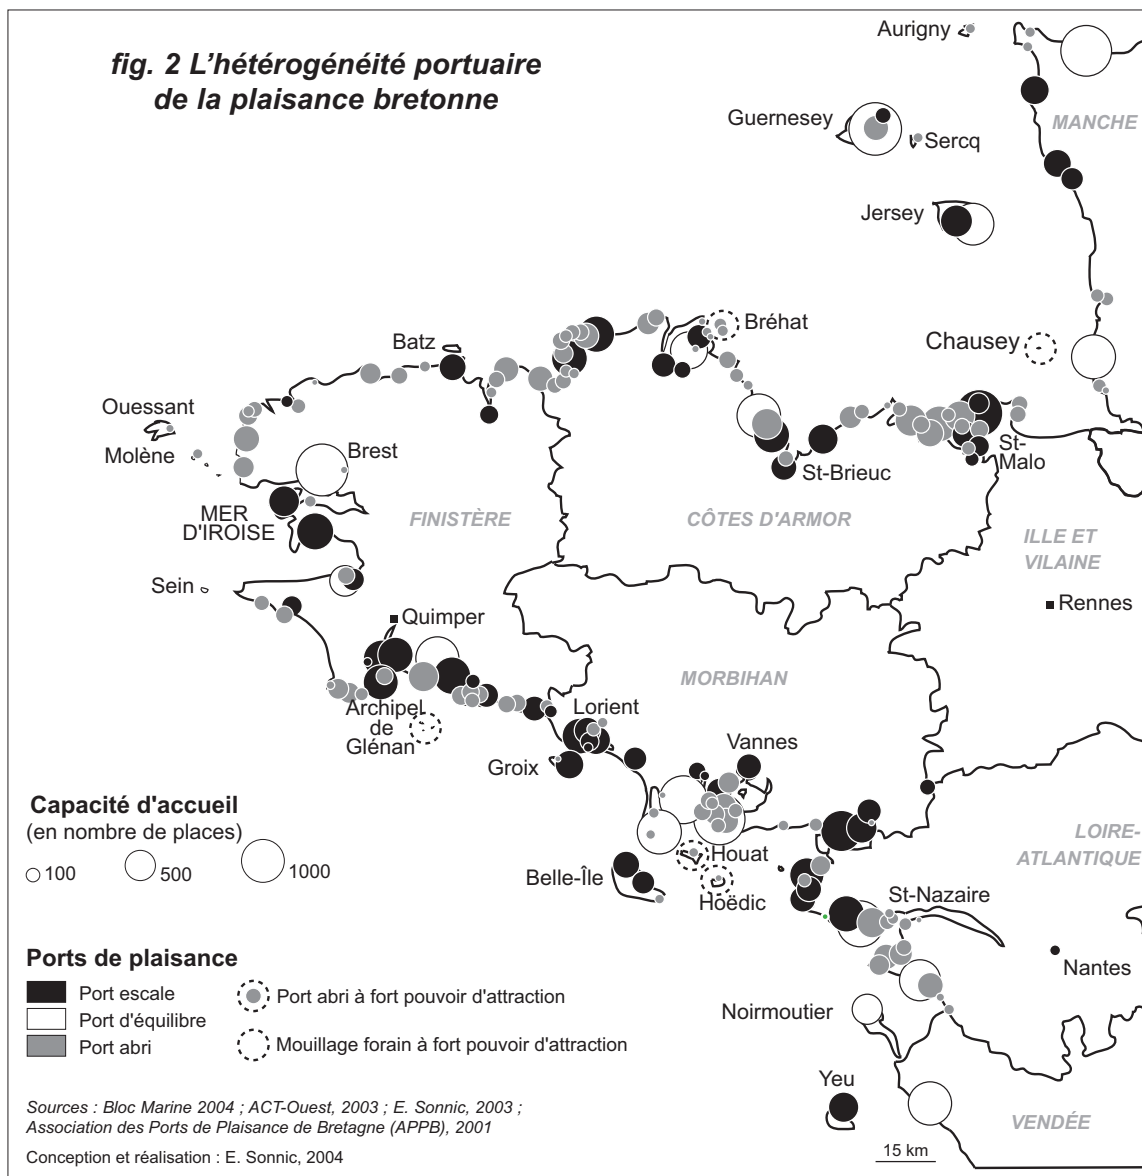 fig. 2 L'hétérogénéité portuaire
de la plaisance bretonne
Aurigny
Guernesey
Sercq
MANCHE
Jersey
Bréhat
Chausey
Batz
Ouessant
Molène
Brest
St-Brieuc
St-
Malo
MER
D'IROISE
FINISTÈRE
CÔTES D'ARMOR
ILLE ET
VILAINE
Sein
Rennes
Quimper
MORBIHAN
Archipel
de
Glénan
Lorient
Vannes
Groix
Capacité d'accueil
(en nombre de places)
100
500
1000
LOIRE-
ATLANTIQUE
Houat
Belle-Île
Hoëdic
St-Nazaire
Nantes
Noirmoutier
Ports de plaisance
Port escale
Port d'équilibre
Port abri
Port abri à fort pouvoir d'attraction
Mouillage forain à fort pouvoir d'attraction
Yeu
VENDÉE
Sources : Bloc Marine 2004 ; ACT-Ouest, 2003 ; E. Sonnic, 2003 ;
Association des Ports de Plaisance de Bretagne (APPB), 2001
Conception et réalisation : E. Sonnic, 2004
15 km